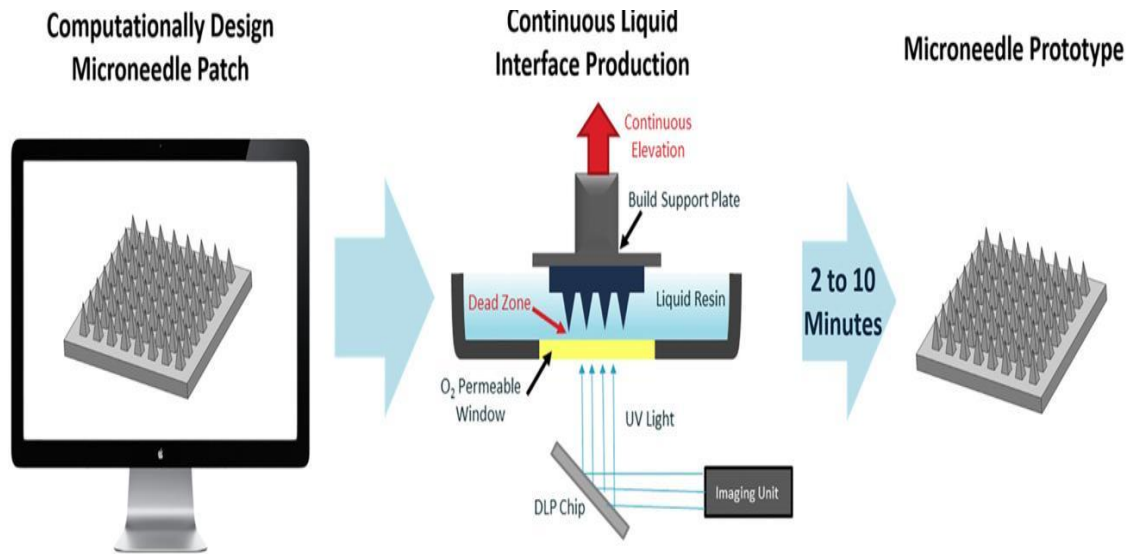 Computationally Design
Microneedle Patch
Continuous Liquid
Interface Production
Microneedle Prototype
Continuous
Elevation
Build Support Plate
Dead Zone
Liquid Resin
O₂ Permeable
Window
UV Light
DLP Chip
Imaging Unit
2 to 10
Minutes